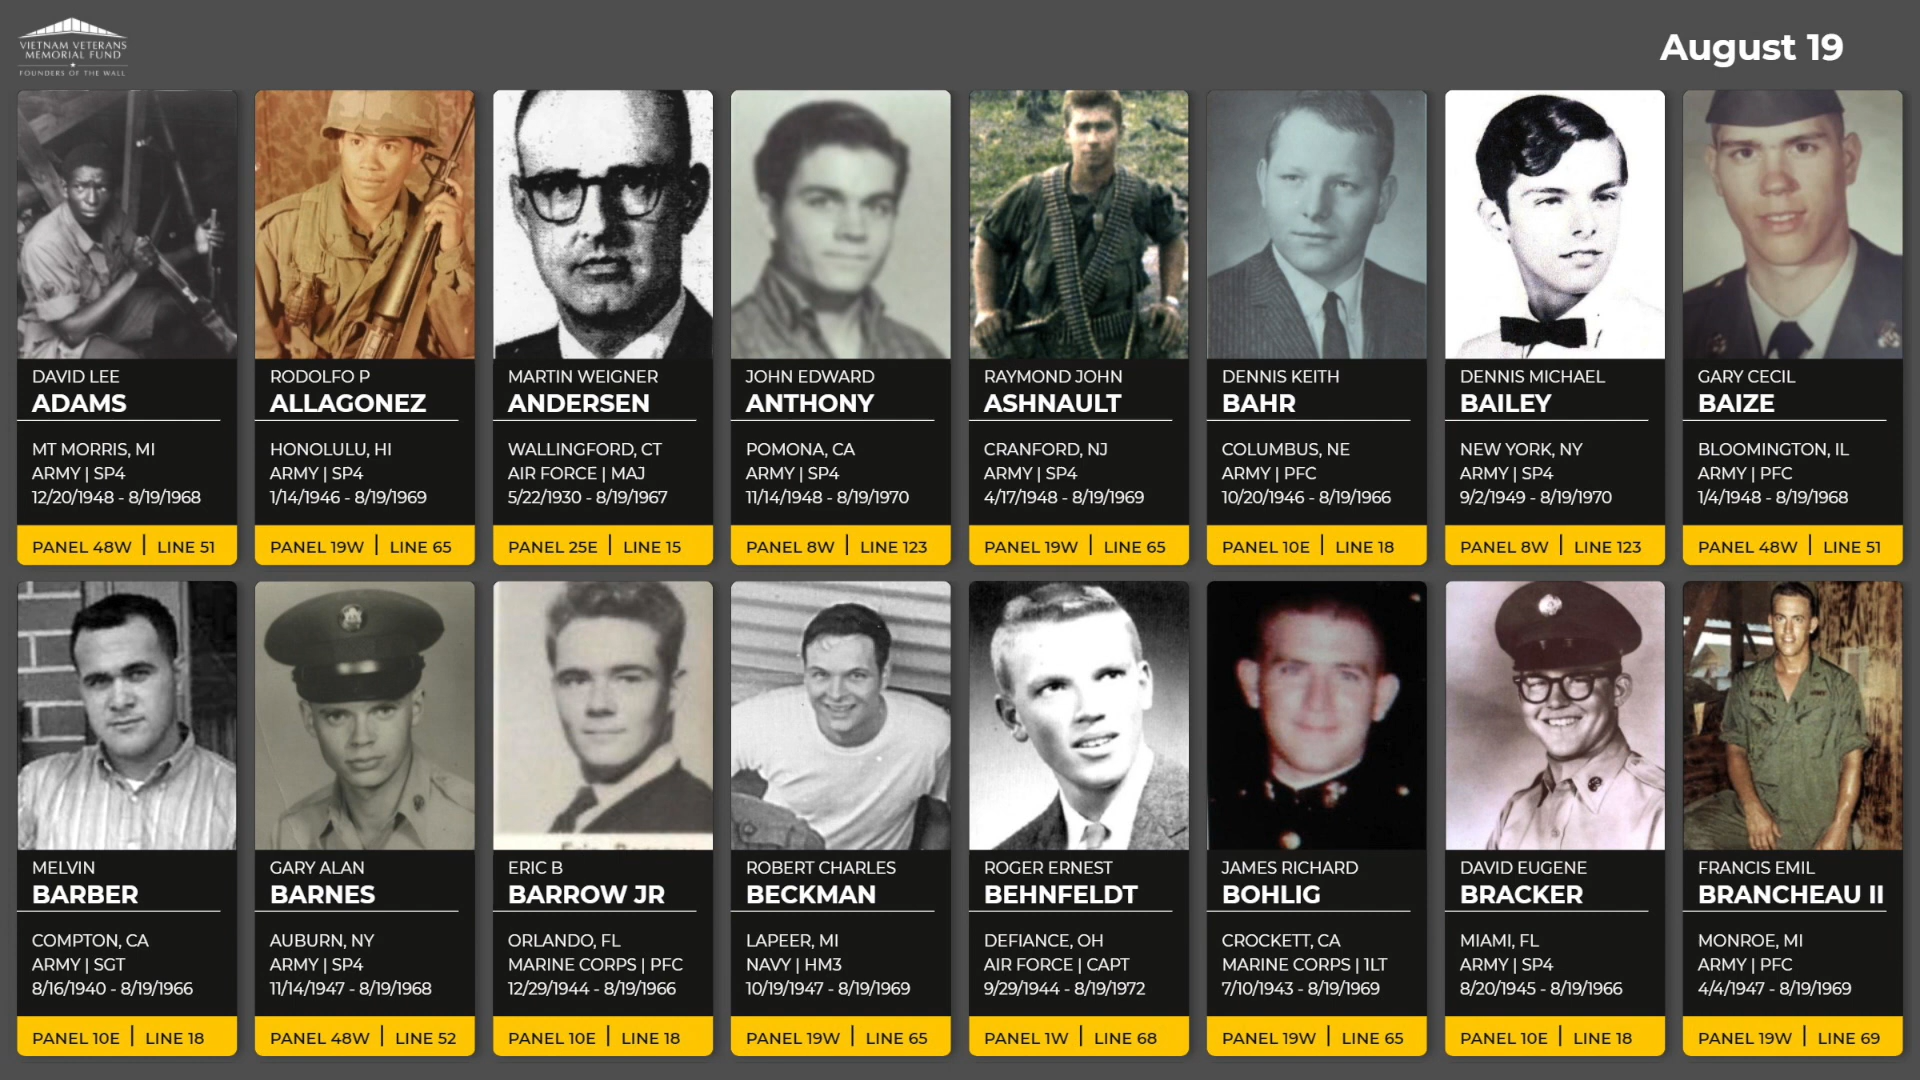 VIETNAM VETERANS
MEMORIAL FUND
FOUNDERS OF THE WALL
August 19
DAVID LEE
ADAMS
MT MORRIS, MI
ARMY | SP4
12/20/1948 - 8/19/1968
PANEL 48W | LINE 51
RODOLFO P
ALLAGONEZ
HONOLULU, HI
ARMY | SP4
1/14/1946 - 8/19/1969
PANEL 19W | LINE 65
MARTIN WEIGNER
ANDERSEN
WALLINGFORD, CT
AIR FORCE | MAJ
5/22/1930 - 8/19/1967
PANEL 25E | LINE 15
JOHN EDWARD
ANTHONY
POMONA, CA
ARMY | SP4
11/14/1948 - 8/19/1970
PANEL 8W | LINE 123
RAYMOND JOHN
ASHNAULT
CRANFORD, NJ
ARMY | SP4
4/17/1948 - 8/19/1969
PANEL 19W | LINE 65
DENNIS KEITH
BAHR
COLUMBUS, NE
ARMY | PFC
10/20/1946 - 8/19/1966
PANEL 10E | LINE 18
DENNIS MICHAEL
BAILEY
NEW YORK, NY
ARMY | SP4
9/2/1949 - 8/19/1970
PANEL 8W | LINE 123
GARY CECIL
BAIZE
BLOOMINGTON, IL
ARMY | PFC
1/4/1948 - 8/19/1968
PANEL 48W | LINE 51
MELVIN
BARBER
COMPTON, CA
ARMY | SGT
8/16/1940 - 8/19/1966
PANEL 10E | LINE 18
GARY ALAN
BARNES
AUBURN, NY
ARMY | SP4
11/14/1947 - 8/19/1968
PANEL 48W | LINE 52
ERIC B
BARROW JR
ORLANDO, FL
MARINE CORPS | PFC
12/29/1944 - 8/19/1966
PANEL 10E | LINE 18
ROBERT CHARLES
BECKMAN
LAPEER, MI
NAVY | HM3
10/19/1947 - 8/19/1969
PANEL 19W | LINE 65
ROGER ERNEST
BEHNFELDT
DEFIANCE, OH
AIR FORCE | CAPT
9/29/1944 - 8/19/1972
PANEL 1W | LINE 68
JAMES RICHARD
BOHLIG
CROCKETT, CA
MARINE CORPS | 1LT
7/10/1943 - 8/19/1969
PANEL 19W | LINE 65
DAVID EUGENE
BRACKER
MIAMI, FL
ARMY | SP4
8/20/1945 - 8/19/1966
PANEL 10E | LINE 18
FRANCIS EMIL
BRANCHEAU II
MONROE, MI
ARMY | PFC
4/4/1947 - 8/19/1969
PANEL 19W | LINE 69